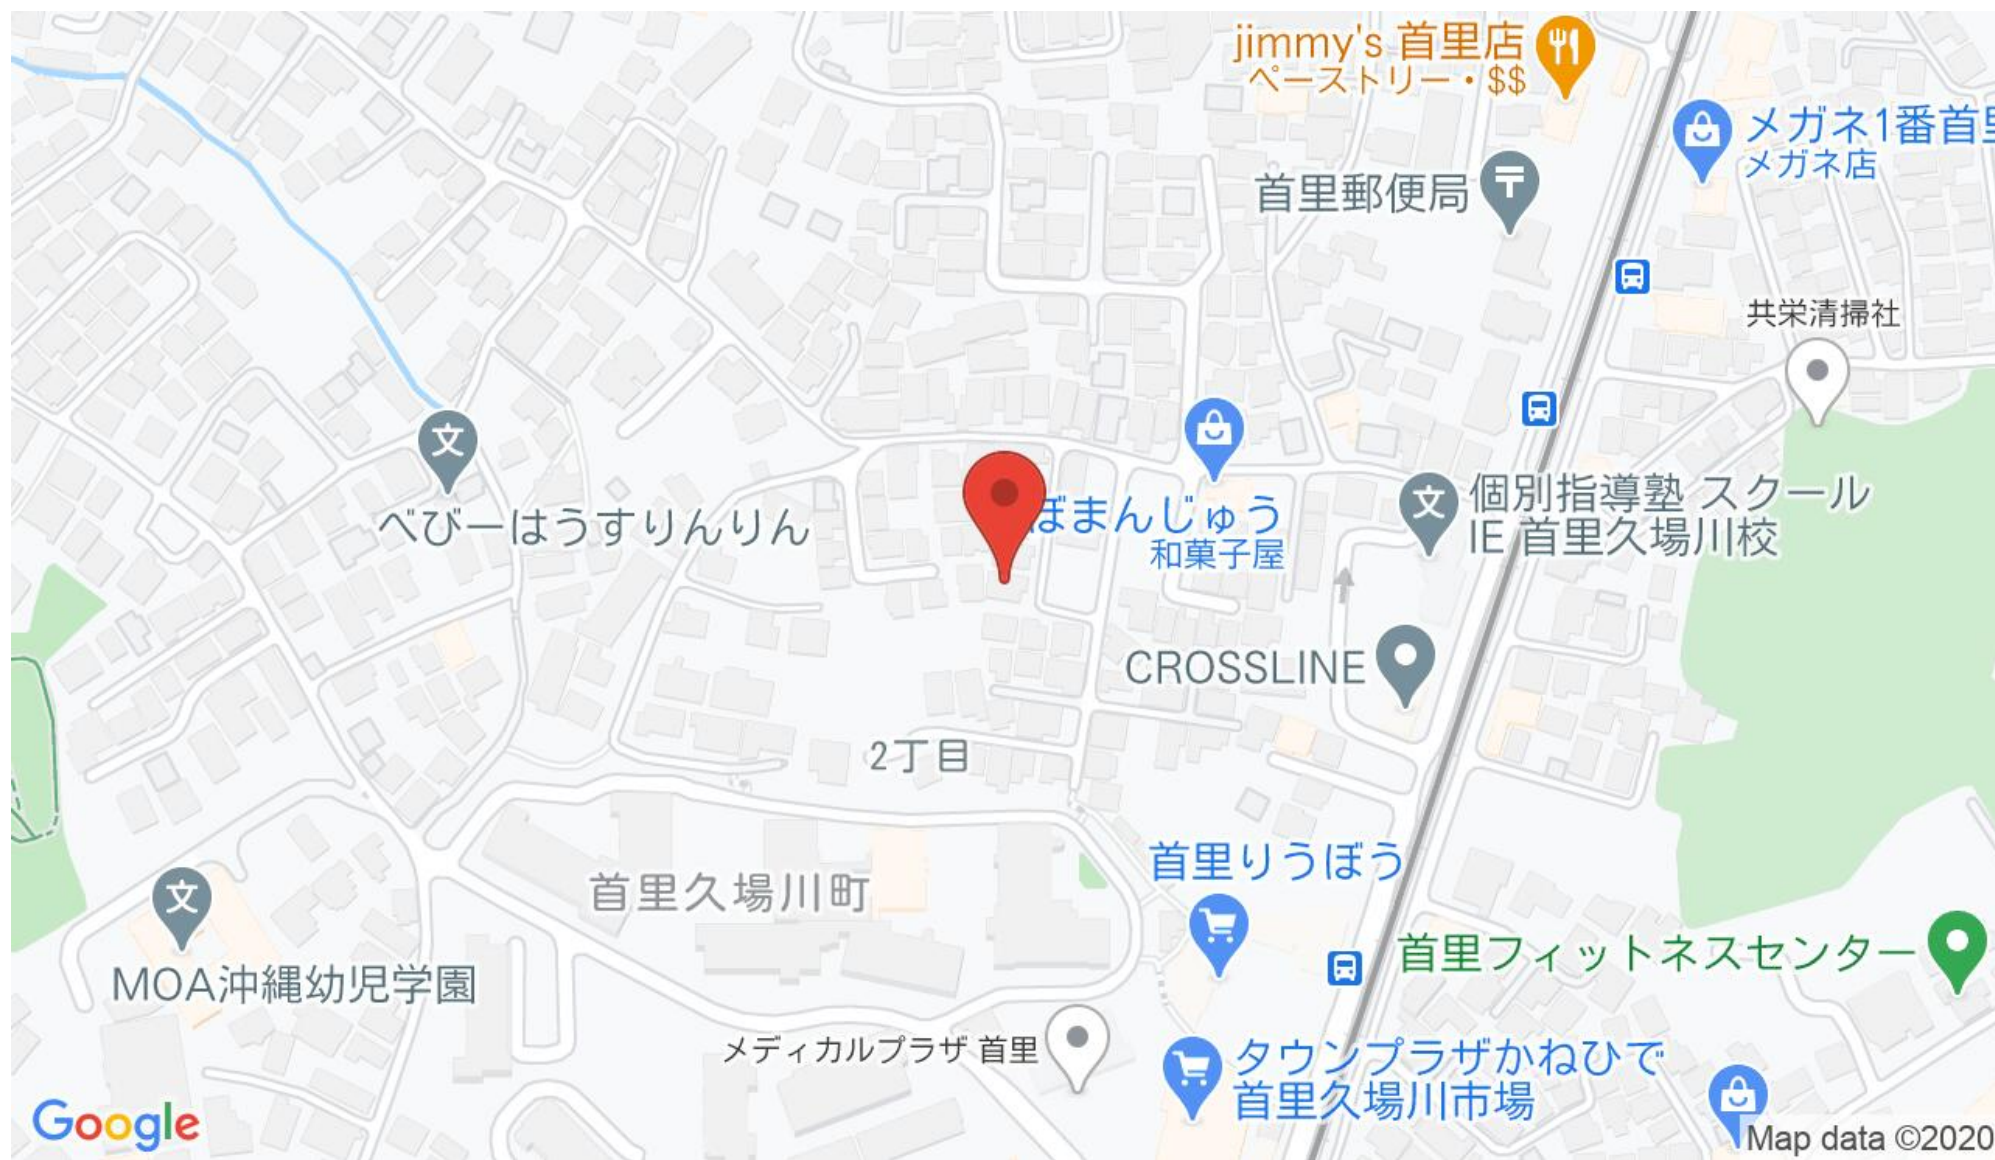 jimmy's 首里店
ペーストリー・$$
メガネ1番首里
メガネ店
首里郵便局
共栄清掃社
べびーはうすりんりん
ぼまんじゅう
和菓子屋
個別指導塾 スクール
IE 首里久場川校
CROSSLINE
2丁目
首里りうぼう
首里久場川町
首里フィットネスセンター
MOA沖縄幼児学園
メディカルプラザ 首里
タウンプラザかねひで
首里久場川市場
Google
Map data ©2020